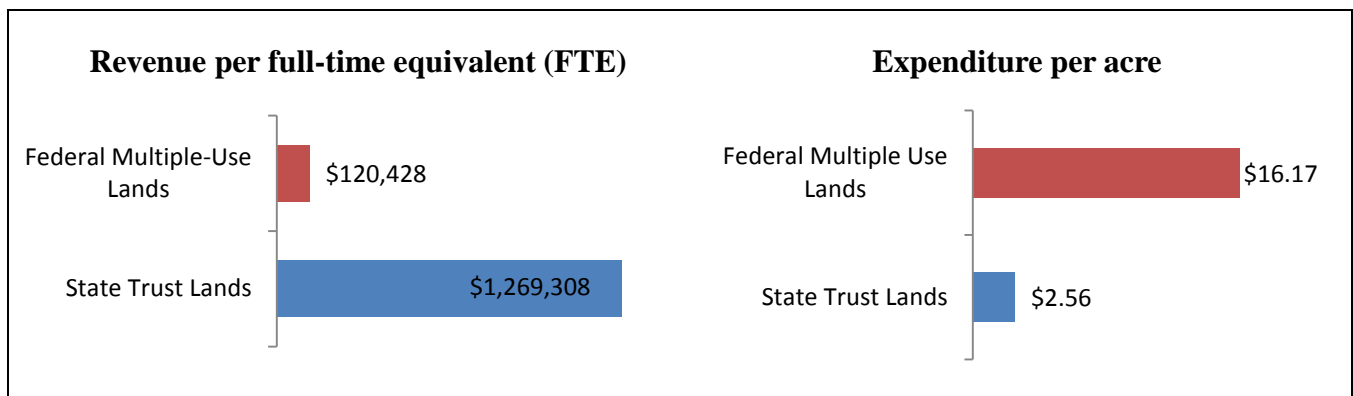 Revenue per full-time equivalent (FTE)
Federal Multiple-Use
Lands
$120,428
State Trust Lands
$1,269,308
Expenditure per acre
Federal Multiple Use
Lands
$16.17
State Trust Lands
$2.56